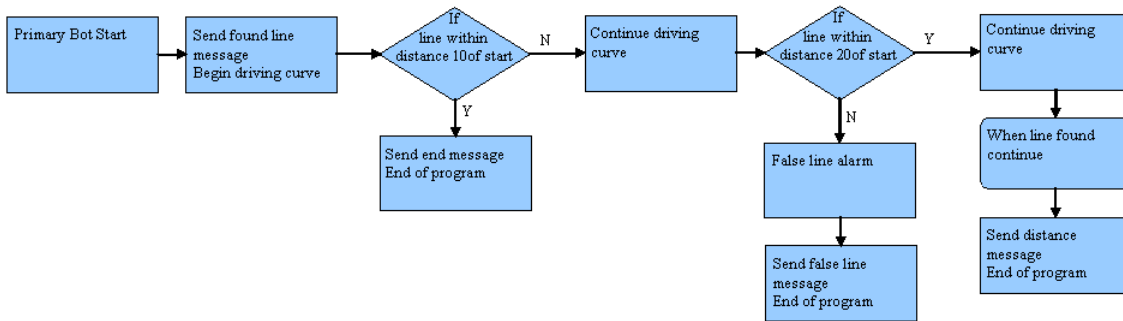 Primary Bot Start
Send found line
message
Begin driving curve
If
line within
distance 10of start
N
Y
Send end message
End of program
Continue driving
curve
If
line within
distance 20of start
Y
N
False line alarm
Send false line
message
End of program
Continue driving
curve
When line found
continue
Send distance
message
End of program